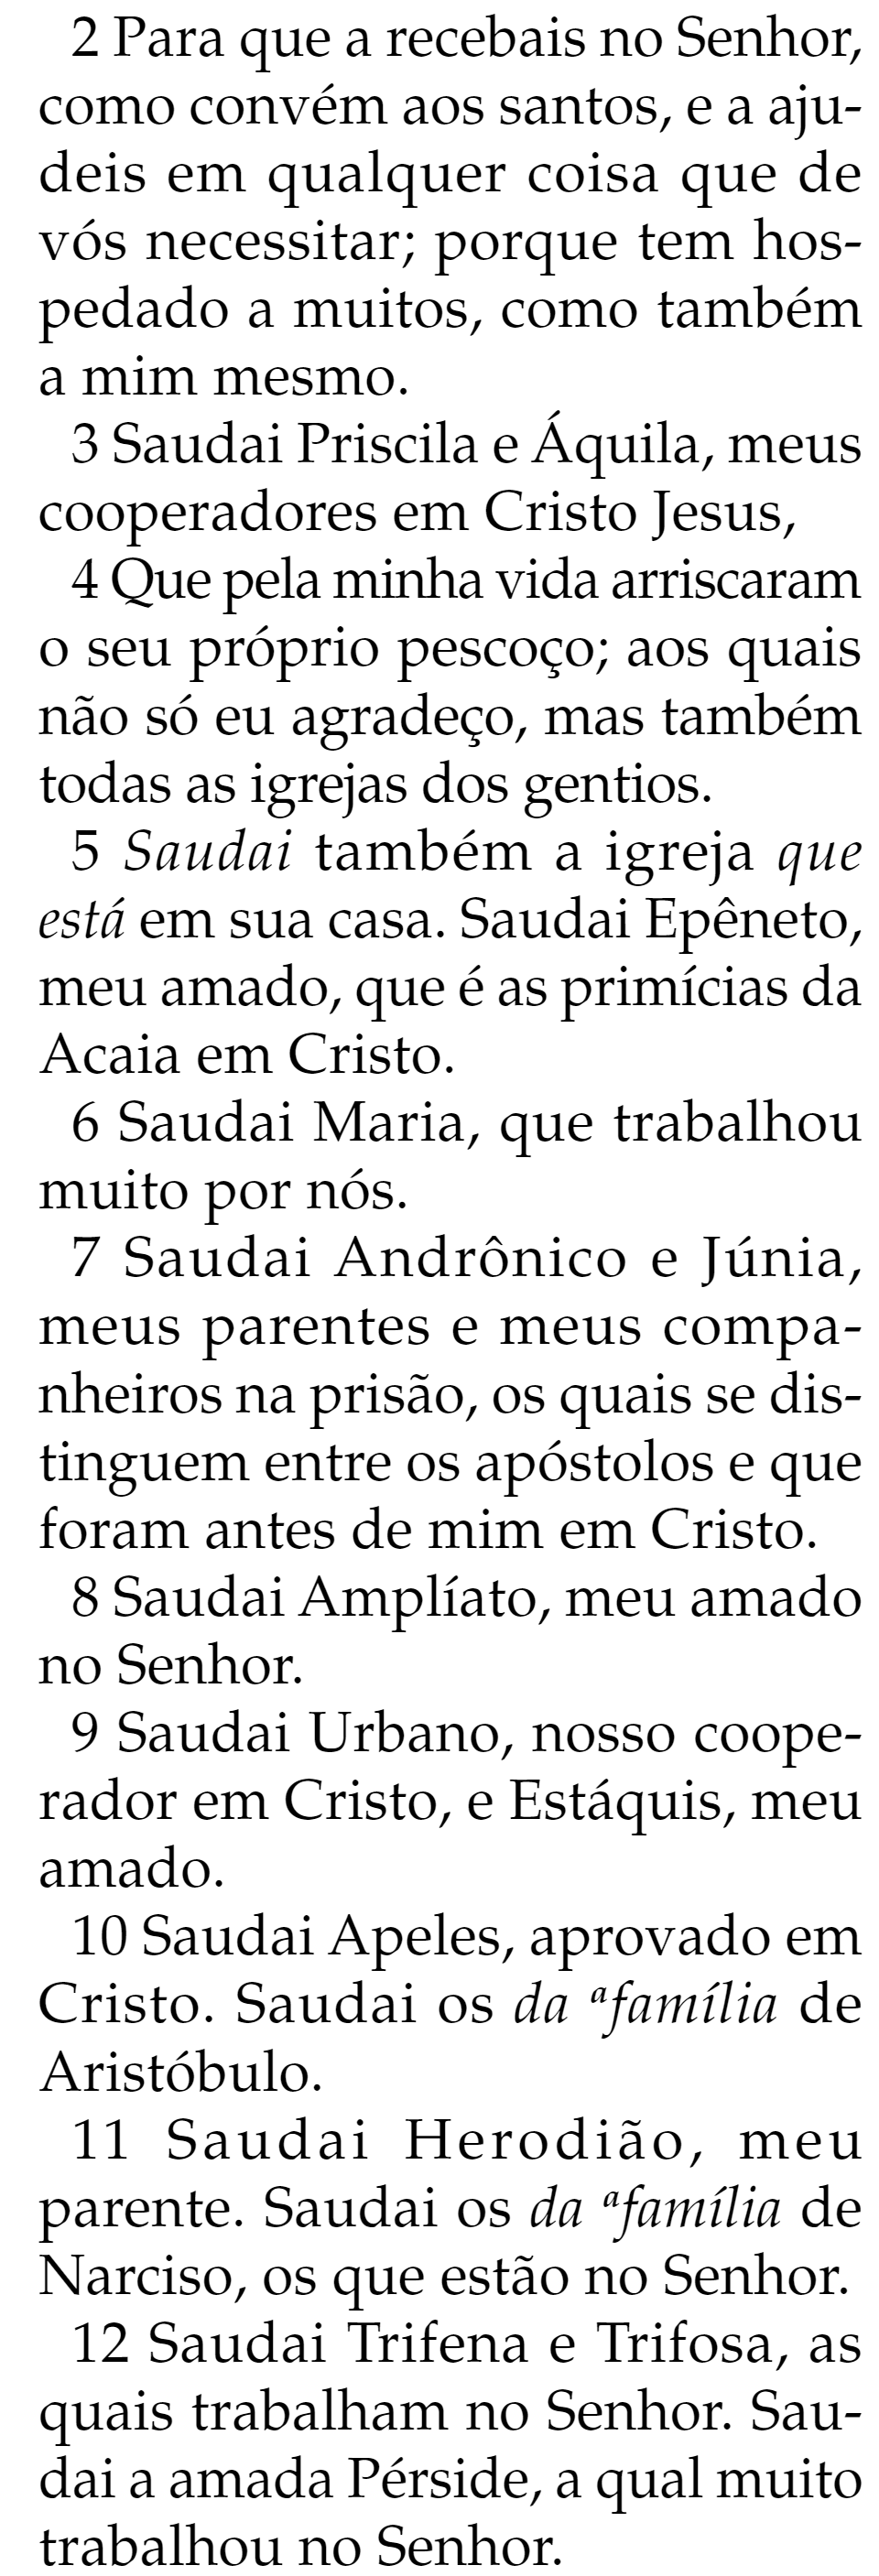 2 Para que a recebais no Senhor,
como convém aos santos, e a aju-
deis em qualquer coisa que de
vós necessitar; porque tem hos-
pedado a muitos, como também
a mim mesmo.
3 Saudai Priscila e Áquila, meus
cooperadores em Cristo Jesus,
4 Que pela minha vida arriscaram
o seu próprio pescoço; aos quais
não só eu agradeço, mas também
todas as igrejas dos gentios.
5 Saudai também a igreja que
está em sua casa. Saudai Epêneto,
meu amado, que é as primícias da
Acaia em Cristo.
6 Saudai Maria, que trabalhou
muito por nós.
7 Saudai Andrônico e Júnia,
meus parentes e meus compa-
nheiros na prisão, os quais se dis-
tinguem entre os apóstolos e que
foram antes de mim em Cristo.
8 Saudai Amplíato, meu amado
no Senhor.
9 Saudai Urbano, nosso coope-
rador em Cristo, e Estáquis, meu
amado.
10 Saudai Apeles, aprovado em
Cristo. Saudai os da ªfamília de
Aristóbulo.
11 Saudai Herodião, meu
parente. Saudai os da ªfamília de
Narciso, os que estão no Senhor.
12 Saudai Trifena e Trifosa, as
quais trabalham no Senhor. Sau-
dai a amada Pérside, a qual muito
trabalhou no Senhor.